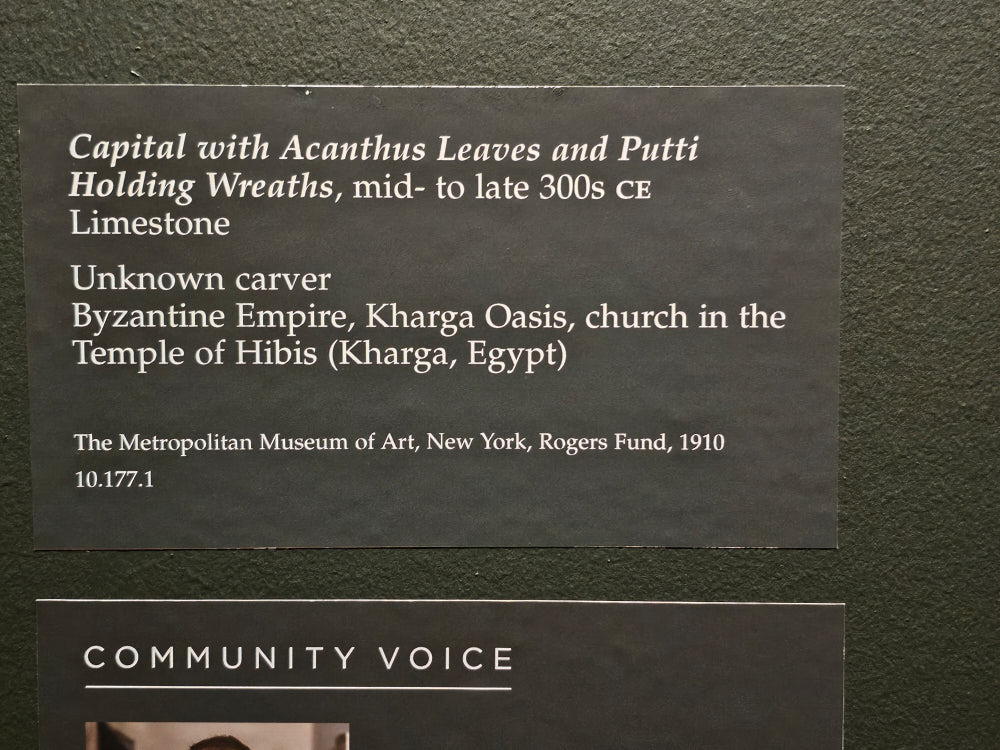 Capital with Acanthus Leaves and Putti
Holding Wreaths, mid- to late 300s CE
Limestone
Unknown carver
Byzantine Empire, Kharga Oasis, church in the
Temple of Hibis (Kharga, Egypt)
The Metropolitan Museum of Art, New York, Rogers Fund, 1910
10.177.1
COMMUNITY VOICE